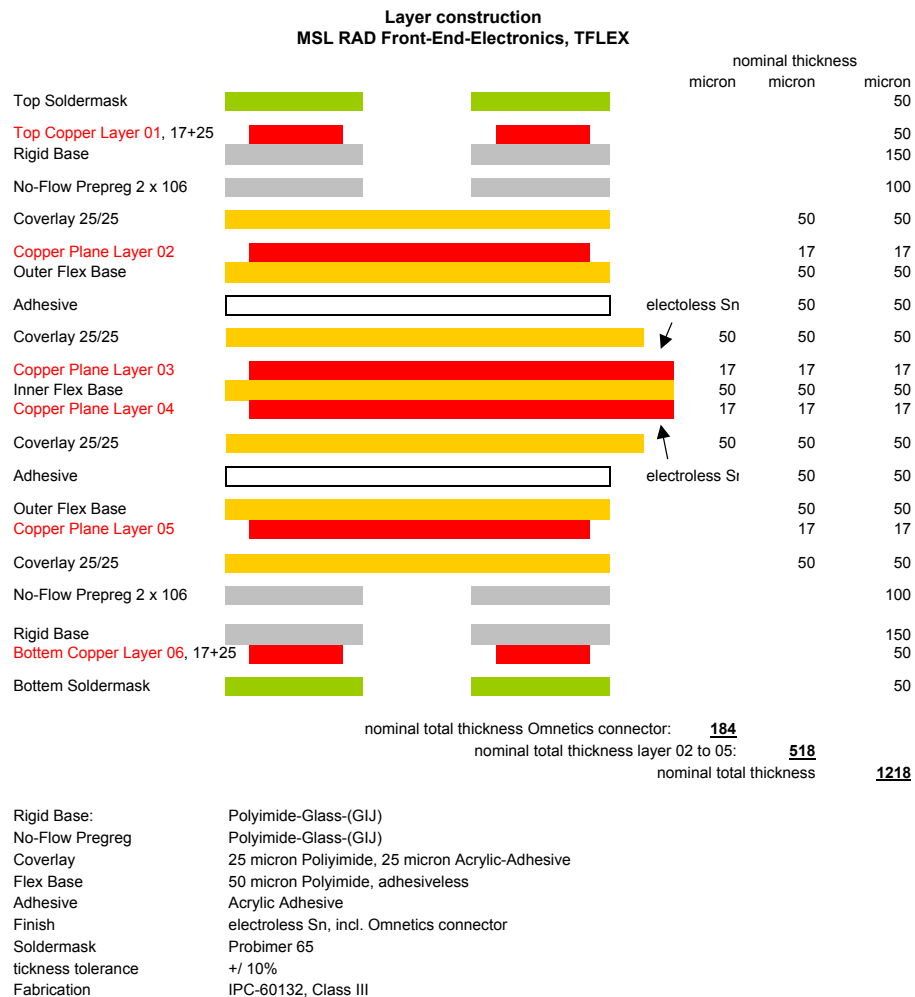 Layer construction
MSL RAD Front-End-Electronics, TFLEX
nominal thickness
micron micron micron
Top Soldermask 50
Top Copper Layer 01, 17+25 50
Rigid Base 150
No-Flow Prepreg 2 x 106 100
Coverlay 25/25 50 50
Copper Plane Layer 02 17 17
Outer Flex Base 50 50
Adhesive electoless Sn 50 50
Coverlay 25/25 50 50 50
Copper Plane Layer 03 17 17 17
Inner Flex Base 50 50 50
Copper Plane Layer 04 17 17 17
Coverlay 25/25 50 50 50
Adhesive electroless Sn 50 50
Outer Flex Base 50 50
Copper Plane Layer 05 17 17
Coverlay 25/25 50 50
No-Flow Prepreg 2 x 106 100
Rigid Base 150
Bottem Copper Layer 06, 17+25 50
Bottem Soldermask 50
nominal total thickness Omnetics connector: 184
nominal total thickness layer 02 to 05: 518
nominal total thickness 1218
Rigid Base: Polyimide-Glass-(GIJ)
No-Flow Pregreg Polyimide-Glass-(GIJ)
Coverlay 25 micron Poliyimide, 25 micron Acrylic-Adhesive
Flex Base 50 micron Polyimide, adhesiveless
Adhesive Acrylic Adhesive
Finish electroless Sn, incl. Omnetics connector
Soldermask Probimer 65
tickness tolerance +/ 10%
Fabrication IPC-60132, Class III